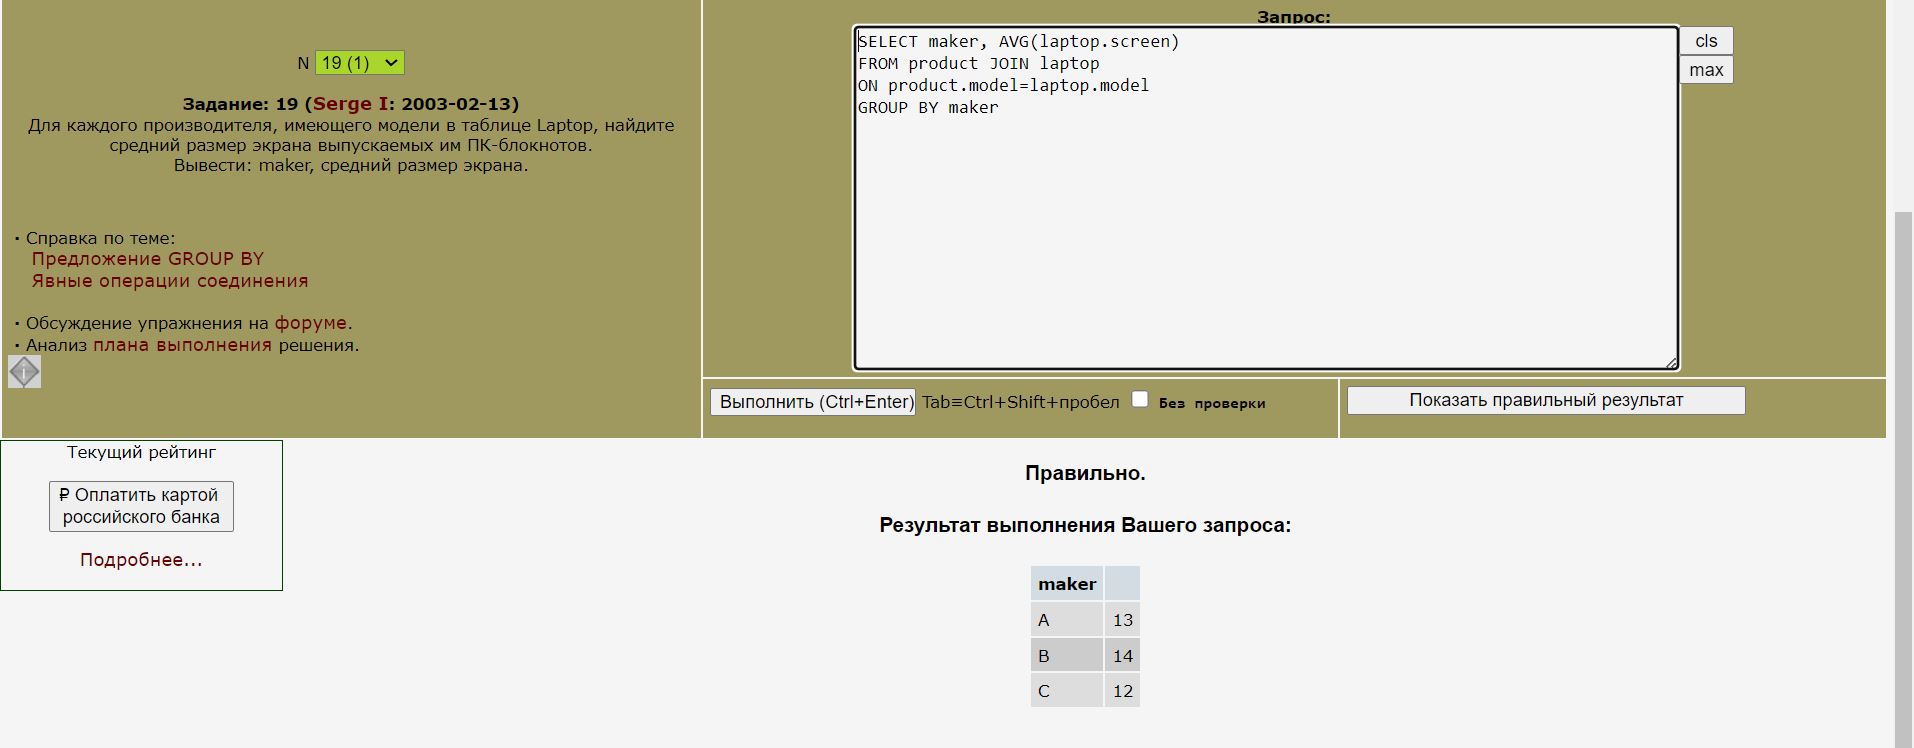 N 19 (1)
Задание: 19 (Serge I: 2003-02-13)
Для каждого производителя, имеющего модели в таблице Laptop, найдите
средний размер экрана выпускаемых им ПК-блокнотов.
Вывести: maker, средний размер экрана.
· Справка по теме:
Предложение GROUP BY
Явные операции соединения
· Обсуждение упражнения на форуме.
· Анализ плана выполнения решения.
i
Запрос:
SELECT maker, AVG(laptop.screen)
FROM product JOIN laptop
ON product.model=laptop.model
GROUP BY maker
cls
max
Выполнить (Ctrl+Enter) Tab≡Ctrl+Shift+пробел Без проверки
Показать правильный результат
Текущий рейтинг
₽ Оплатить картой
российского банка
Подробнее...
Правильно.
Результат выполнения Вашего запроса:
maker
A 13
B 14
C 12